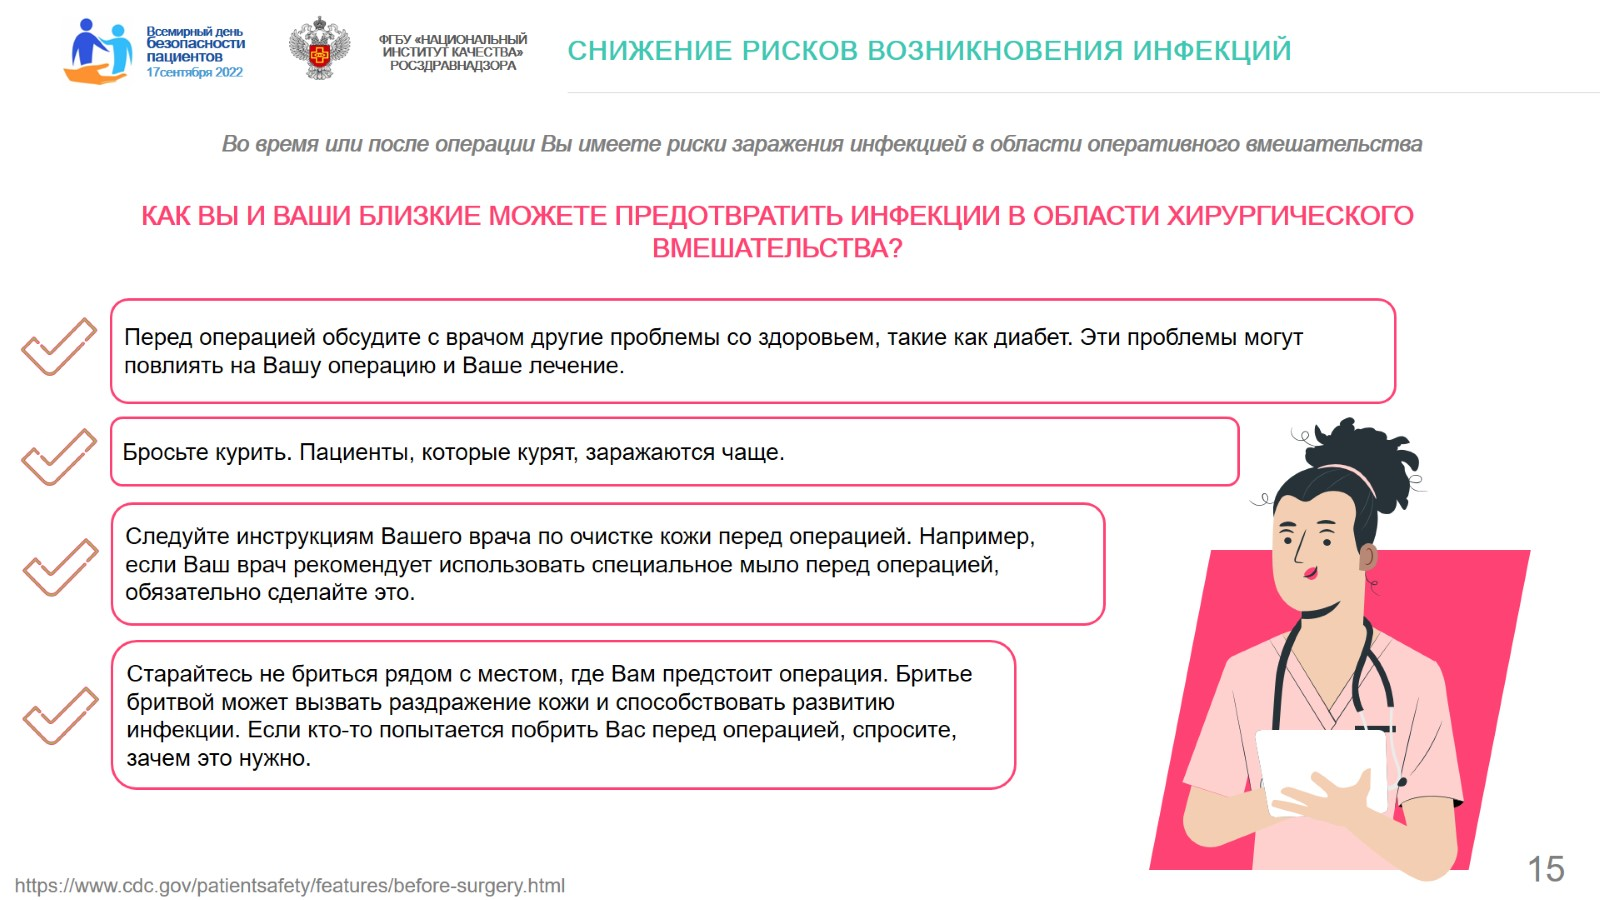 Всемирный день
безопасности
пациентов
17сентября 2022
ФГБУ «НАЦИОНАЛЬНЫЙ
ИНСТИТУТ КАЧЕСТВА»
РОСЗДРАВНАДЗОРА
СНИЖЕНИЕ РИСКОВ ВОЗНИКНОВЕНИЯ ИНФЕКЦИЙ
Во время или после операции Вы имеете риски заражения инфекцией в области оперативного вмешательства
КАК ВЫ И ВАШИ БЛИЗКИЕ МОЖЕТЕ ПРЕДОТВРАТИТЬ ИНФЕКЦИИ В ОБЛАСТИ ХИРУРГИЧЕСКОГО
ВМЕШАТЕЛЬСТВА?
Перед операцией обсудите с врачом другие проблемы со здоровьем, такие как диабет. Эти проблемы могут
повлиять на Вашу операцию и Ваше лечение.
Бросьте курить. Пациенты, которые курят, заражаются чаще.
Следуйте инструкциям Вашего врача по очистке кожи перед операцией. Например,
если Ваш врач рекомендует использовать специальное мыло перед операцией,
обязательно сделайте это.
Старайтесь не бриться рядом с местом, где Вам предстоит операция. Бритье
бритвой может вызвать раздражение кожи и способствовать развитию
инфекции. Если кто-то попытается побрить Вас перед операцией, спросите,
зачем это нужно.
https://www.cdc.gov/patientsafety/features/before-surgery.html
15